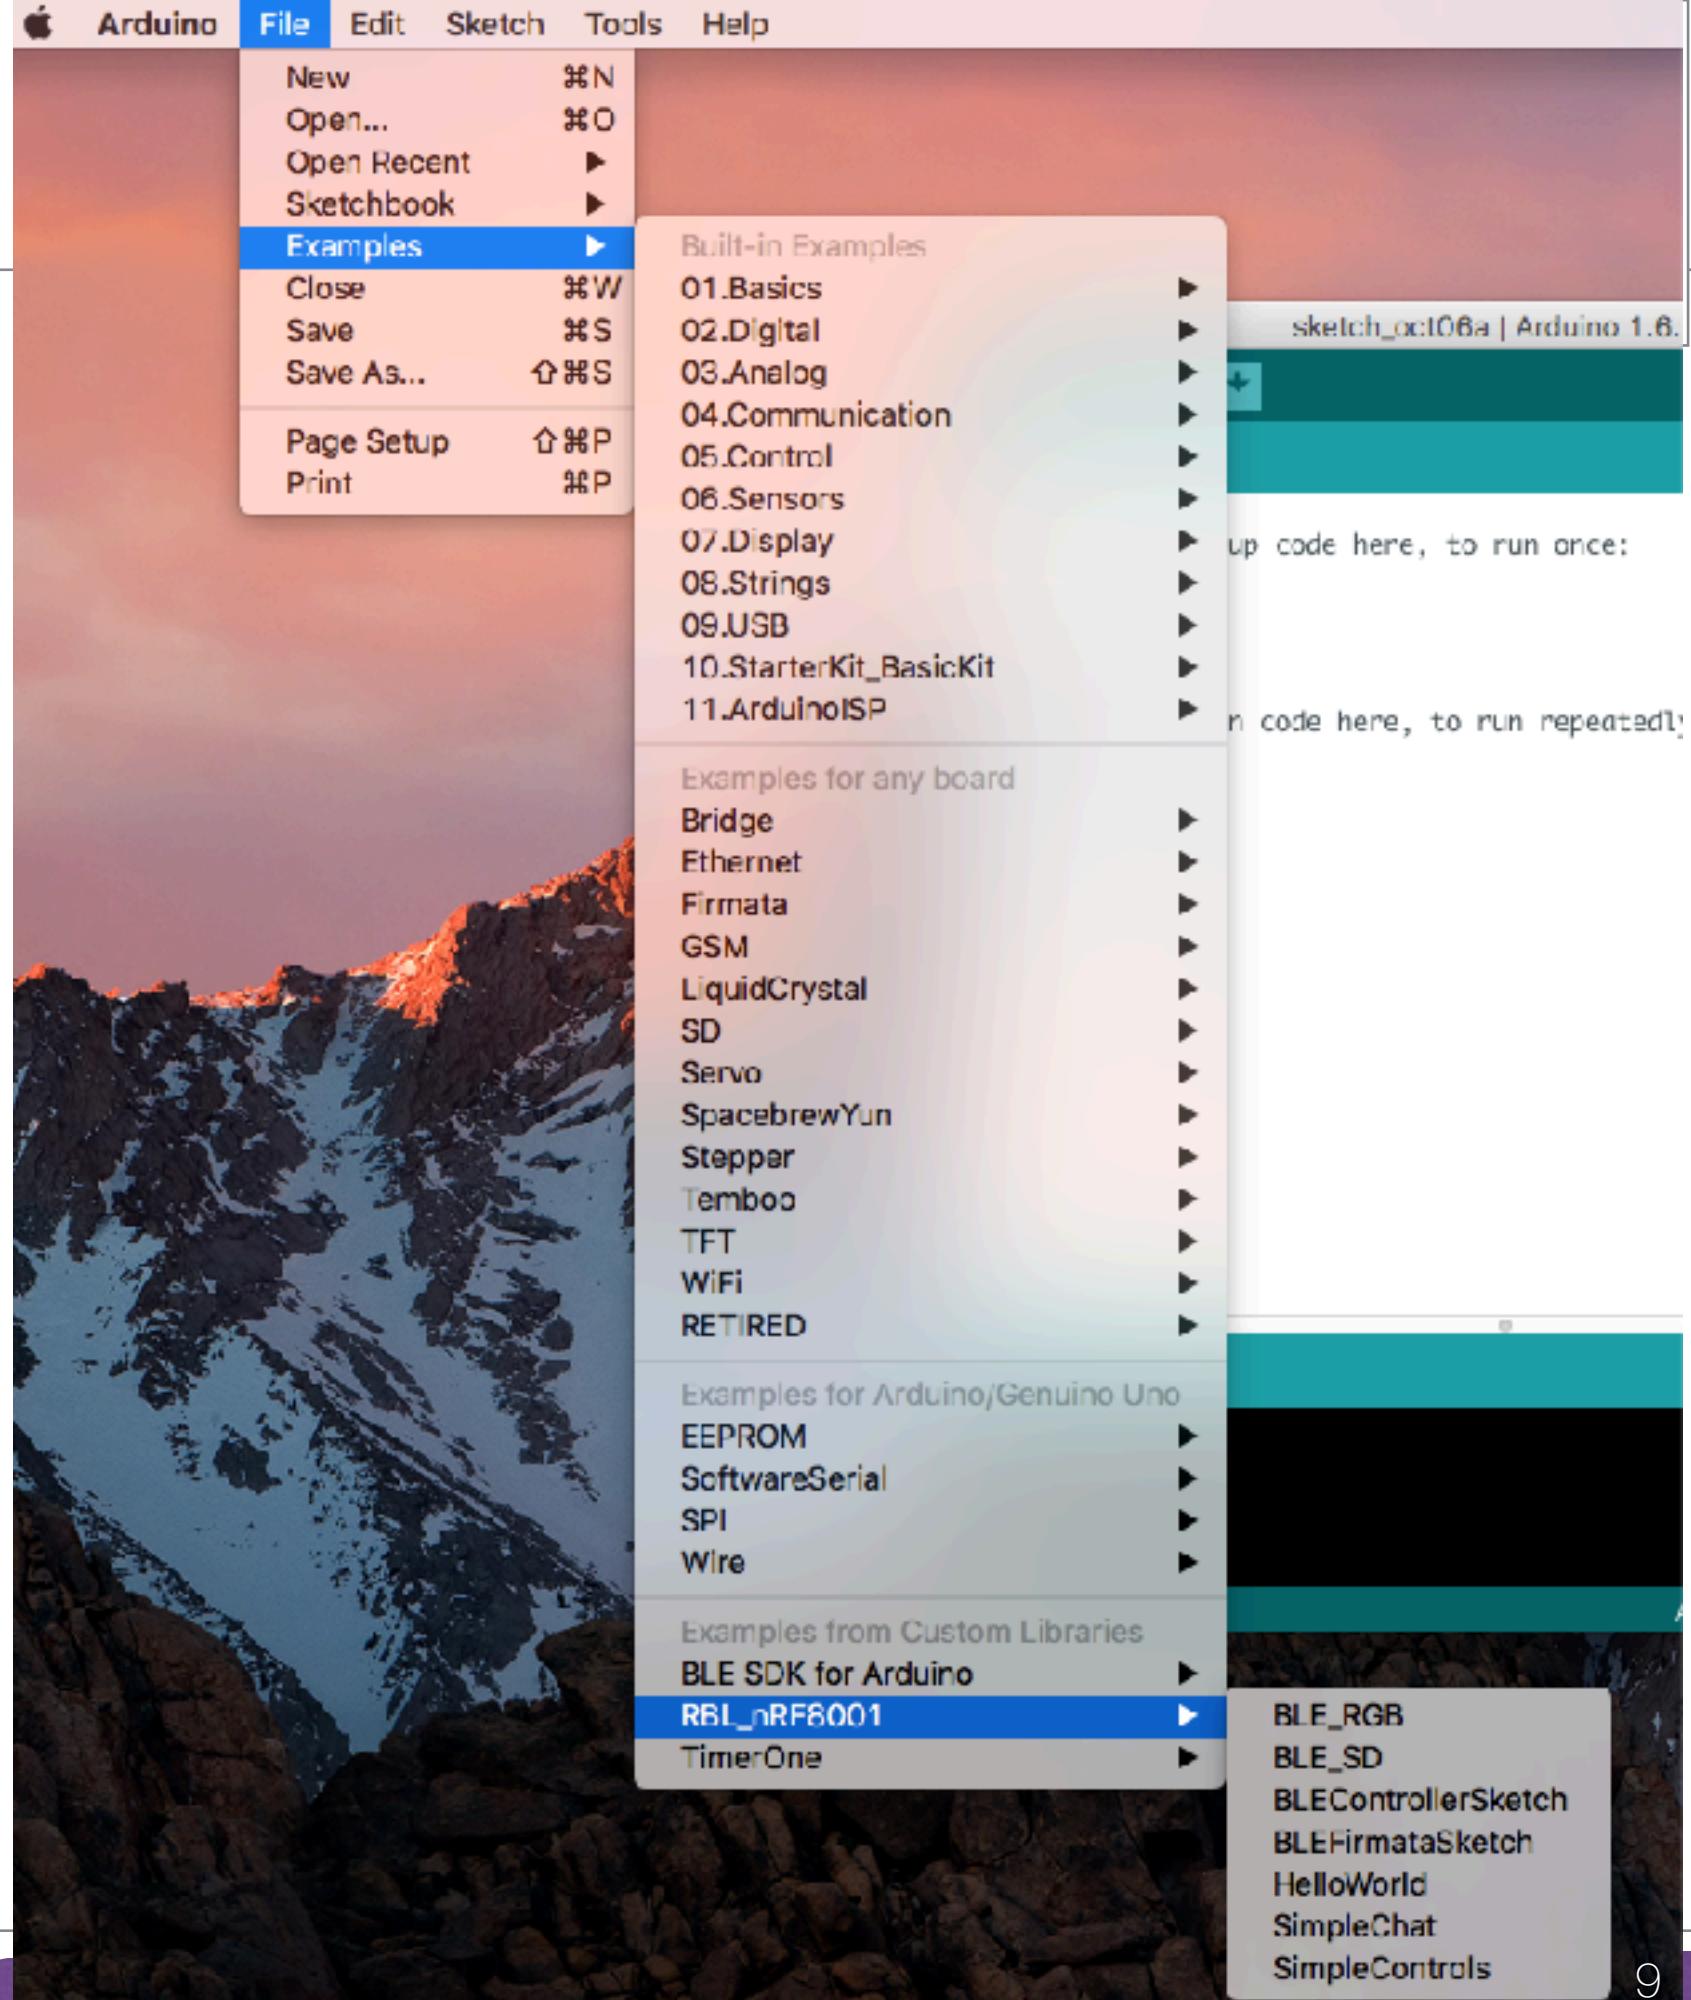 Arduino File Edit Sketch Tools Help
New ⌘N
Open... ⌘O
Open Recent
Sketchbook
Examples
Close ⌘W
Save ⌘S
Save As... ⇧⌘S
Page Setup ⇧⌘P
Print ⌘P
Built-in Examples
01.Basics
02.Digital
03.Analog
04.Communication
05.Control
06.Sensors
07.Display
08.Strings
09.USB
10.StarterKit_BasicKit
11.ArduinoISP
Examples for any board
Bridge
Ethernet
Firmata
GSM
LiquidCrystal
SD
Servo
SpacebrewYun
Stepper
Temboo
TFT
WiFi
RETIRED
Examples for Arduino/Genuino Uno
EEPROM
SoftwareSerial
SPI
Wire
Examples from Custom Libraries
BLE SDK for Arduino
RBL_nRF8001
TimerOne
BLE_RGB
BLE_SD
BLEControllerSketch
BLEFirmataSketch
HelloWorld
SimpleChat
SimpleControls
sketch_oct06a | Arduino 1.6.
up code here, to run once:
n code here, to run repeatedly
9